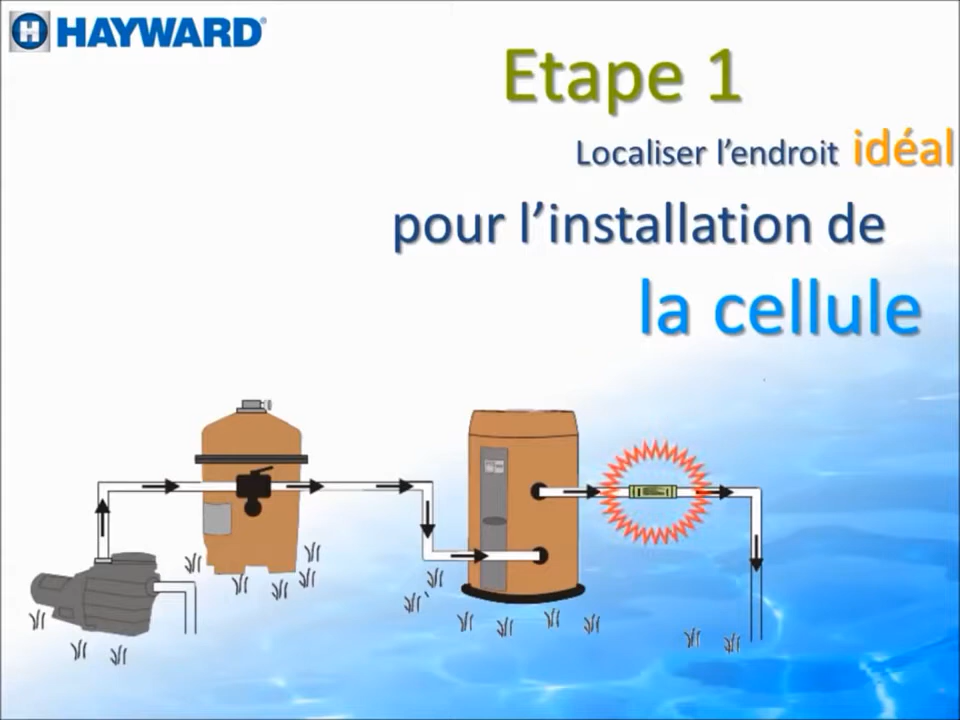 HAYWARD®
Etape 1
Localiser l’endroit idéal
pour l’installation de
la cellule